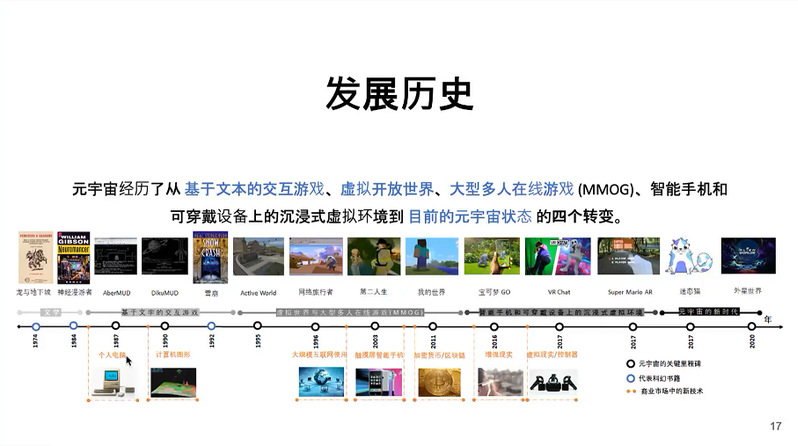 发展历史
元宇宙经历了从 基于文本的交互游戏、虚拟开放世界、大型多人在线游戏 (MMOG)、智能手机和
可穿戴设备上的沉浸式虚拟环境到 目前的元宇宙状态 的四个转变。
WILLIAM GIBSON
Neuromancer
SNOW CRASH
龙与地下城 神经漫游者 AberMUD DikuMUD 雪崩 Active World 网络旅行者 第二人生 我的世界 宝可梦 GO VR Chat Super Marie AR 迷恋猫 外星世界
文学 基于文字的交互游戏 虚拟世界与大型多人在线游戏(MMOG) 智能手机和可穿戴设备上的沉浸式虚拟环境 元宇宙的新时代
年
1974 1984 1987 1990 1992 1995 1996 2003 2011 2016 2017 2017 2017 2020
个人电脑 计算机图形 大规模互联网使用 触摸屏智能手机 加密货币/区块链 增强现实 虚拟现实/控制器
元宇宙的关键里程碑
代表科幻书籍
商业市场中的新技术
17